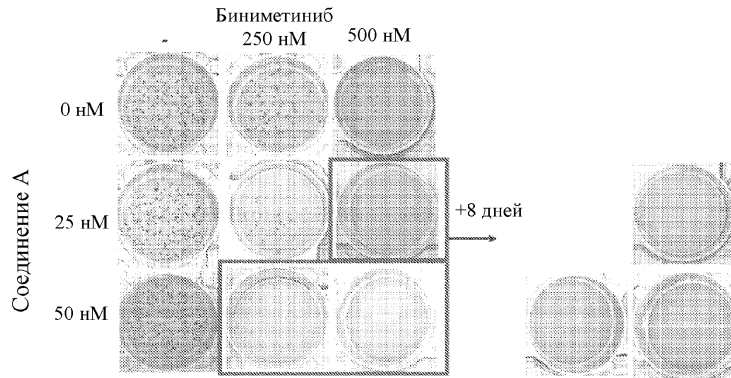 Биниметиниб
- 250 нМ 500 нМ
0 нМ
25 нМ
+8 дней
50 нМ
Соединение А